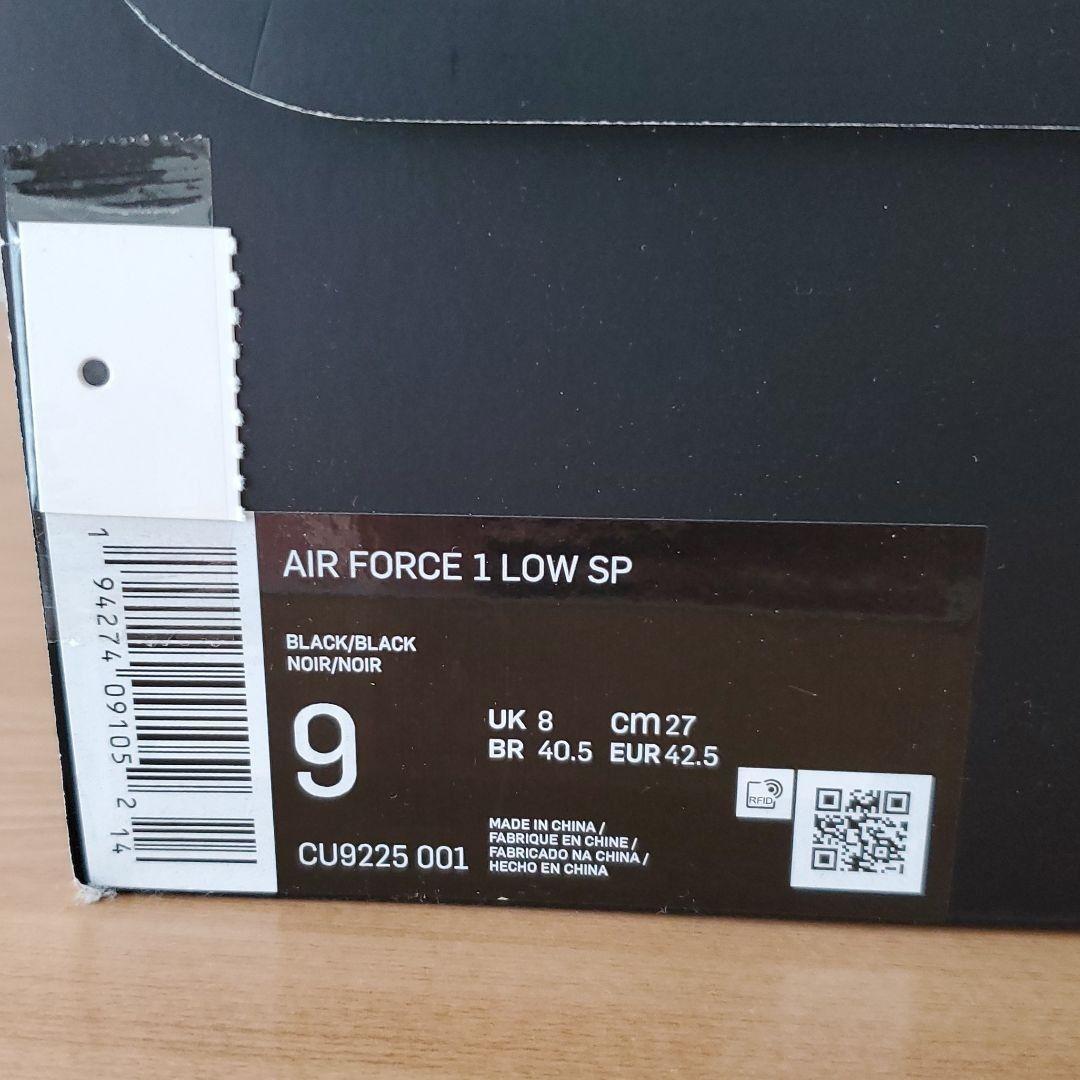 AIR FORCE 1 LOW SP
BLACK/BLACK
NOIR/NOIR
9
UK 8 cm 27
BR 40.5 EUR 42.5
CU9225 001
MADE IN CHINA /
FABRIQUE EN CHINE /
FABRICADO NA CHINA /
HECHO EN CHINA
RFID
1 94274 09105 2 14